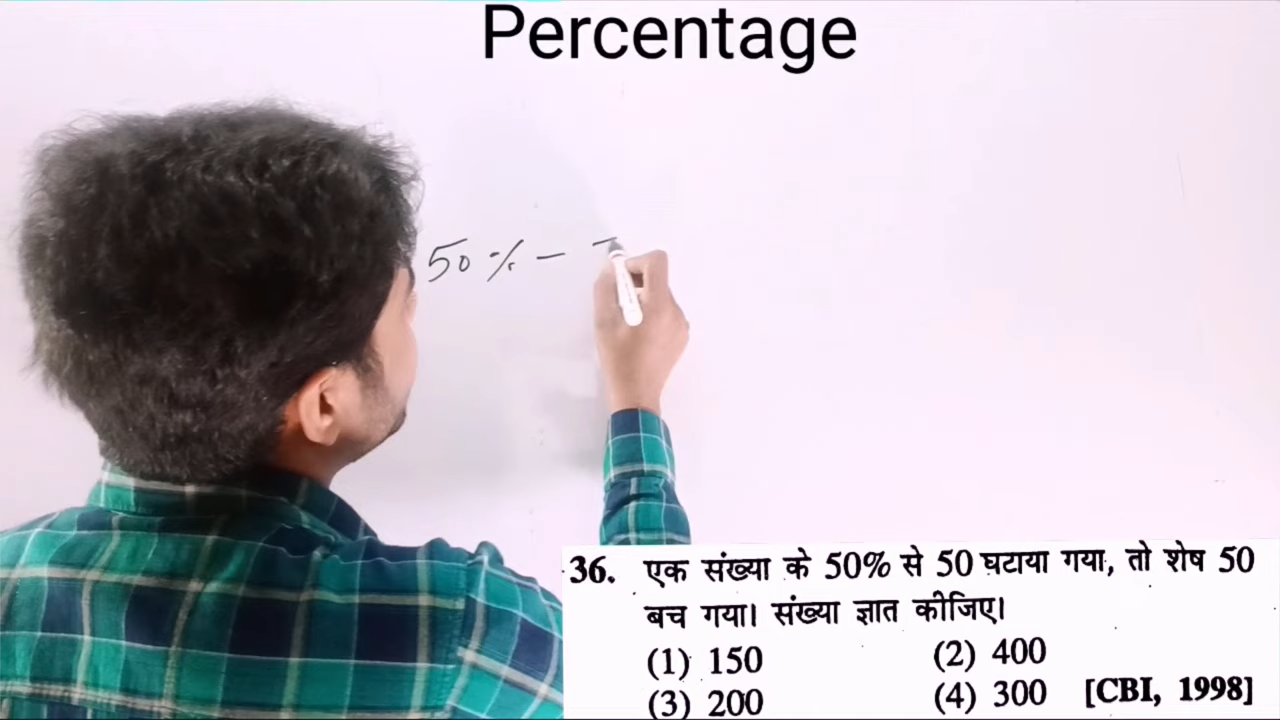 Percentage
50% -
36. एक संख्या के 50% से 50 घटाया गया, तो शेष 50
बच गया। संख्या ज्ञात कीजिए।
(1) 150 (2) 400
(3) 200 (4) 300 [CBI, 1998]